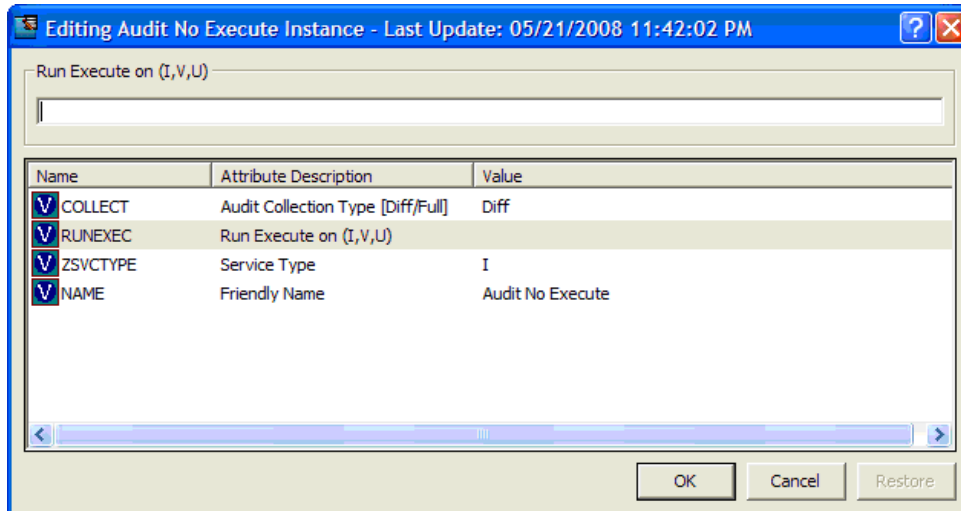 Editing Audit No Execute Instance - Last Update: 05/21/2008 11:42:02 PM
Run Execute on (I,V,U)
Name Attribute Description Value
V COLLECT Audit Collection Type [Diff/Full] Diff
V RUNEXEC Run Execute on (I,V,U)
V ZSVCTYPE Service Type I
V NAME Friendly Name Audit No Execute
OK Cancel Restore